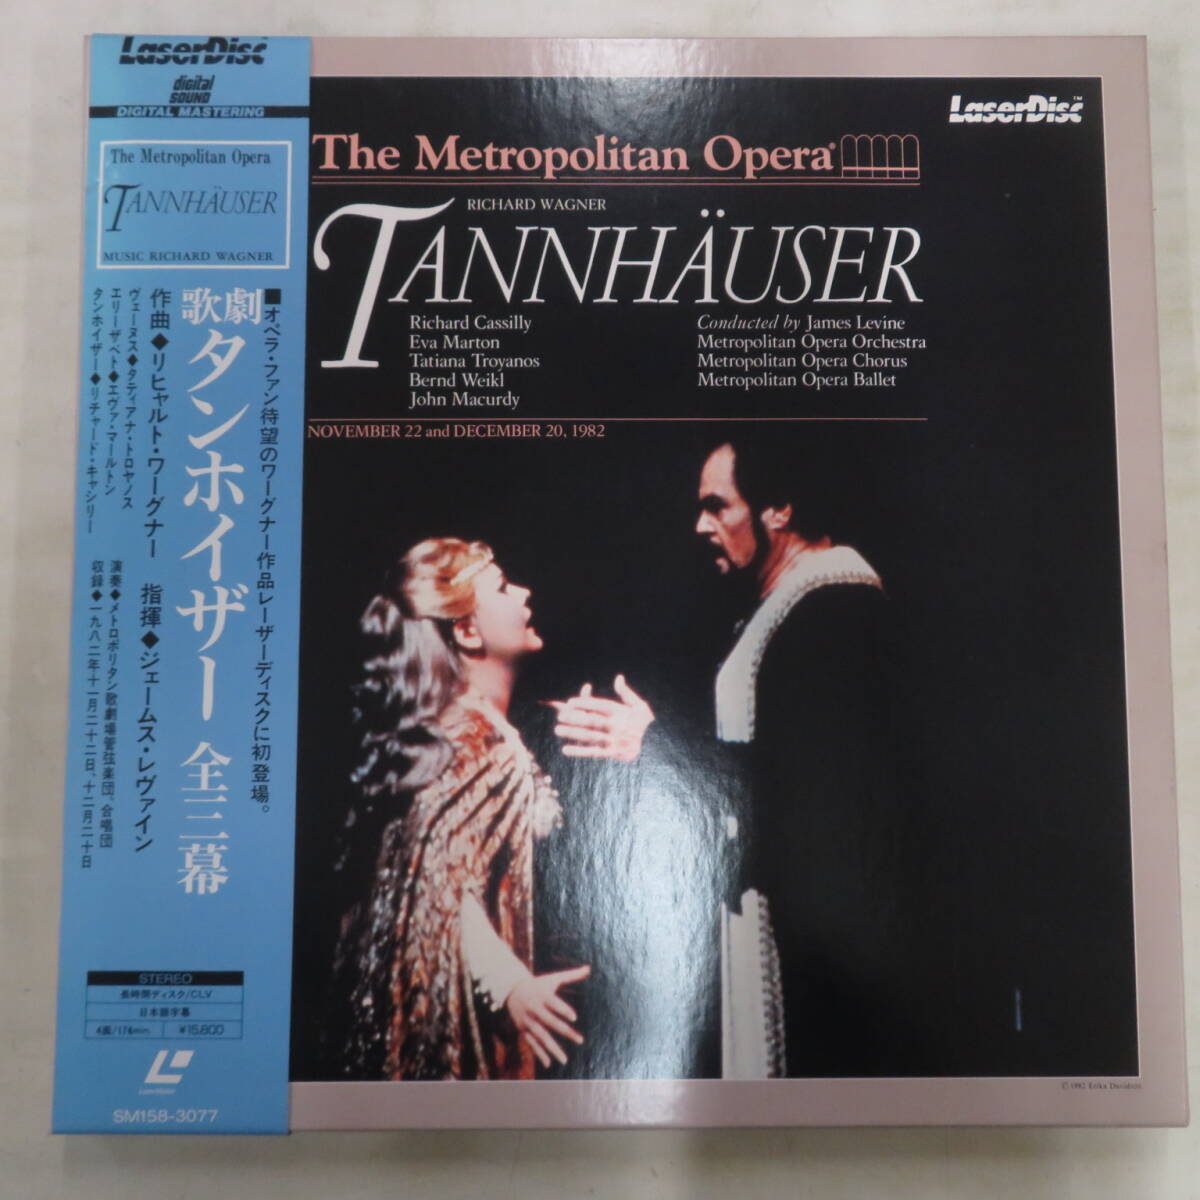 LaserDisc
digital
SOUND
DIGITAL MASTERING
The Metropolitan Opera
TANNHÄUSER
MUSIC RICHARD WAGNER
■オペラ・ファン待望のワーグナー作品レーザーディスクに初登場。
歌劇 タンホイザー 全三幕
作曲◆リヒャルト・ワーグナー 指揮◆ジェームス・レヴァイン
ヴェーヌス◆タティアナ・トロヤノス
エリーザベト◆エヴァ・マールトン
タンホイザー◆リチャード・キャシリー
演奏◆メトロポリタン歌劇場管弦楽団、合唱団
収録◆一九八二年十一月二十二日、十二月二十日
STEREO
長時間ディスク/CLV
日本語字幕
4面/176min. ¥15,800
LaserDisc
SM158-3077
LaserDisc™
The Metropolitan Opera®
RICHARD WAGNER
TANNHÄUSER
Richard Cassilly
Eva Marton
Tatiana Troyanos
Bernd Weikl
John Macurdy
Conducted by James Levine
Metropolitan Opera Orchestra
Metropolitan Opera Chorus
Metropolitan Opera Ballet
NOVEMBER 22 and DECEMBER 20, 1982
©1982 Erika Davidson